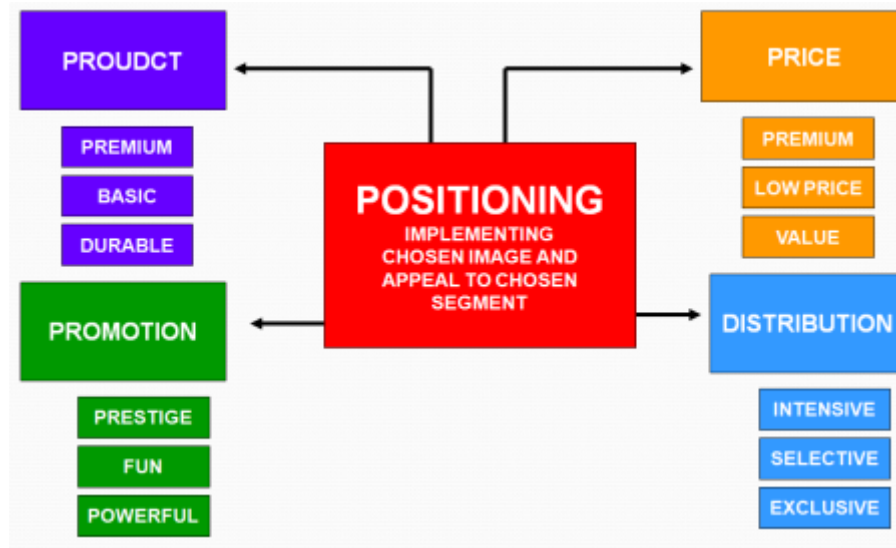 PROUDCT
PREMIUM
BASIC
DURABLE
PROMOTION
PRESTIGE
FUN
POWERFUL
POSITIONING
IMPLEMENTING
CHOSEN IMAGE AND
APPEAL TO CHOSEN
SEGMENT
PRICE
PREMIUM
LOW PRICE
VALUE
DISTRIBUTION
INTENSIVE
SELECTIVE
EXCLUSIVE